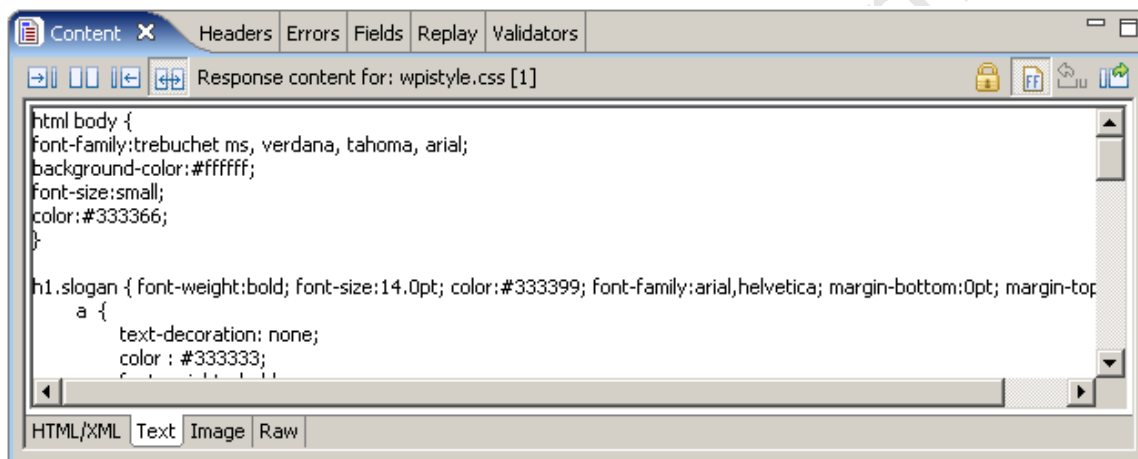 Content Headers Errors Fields Replay Validators
Response content for: wpistyle.css [1] FF u
html body {
font-family:trebuchet ms, verdana, tahoma, arial;
background-color:#ffffff;
font-size:small;
color:#333366;
}
h1.slogan { font-weight:bold; font-size:14.0pt; color:#333399; font-family:arial,helvetica; margin-bottom:0pt; margin-top
a {
text-decoration: none;
color : #333333;
HTML/XML Text Image Raw